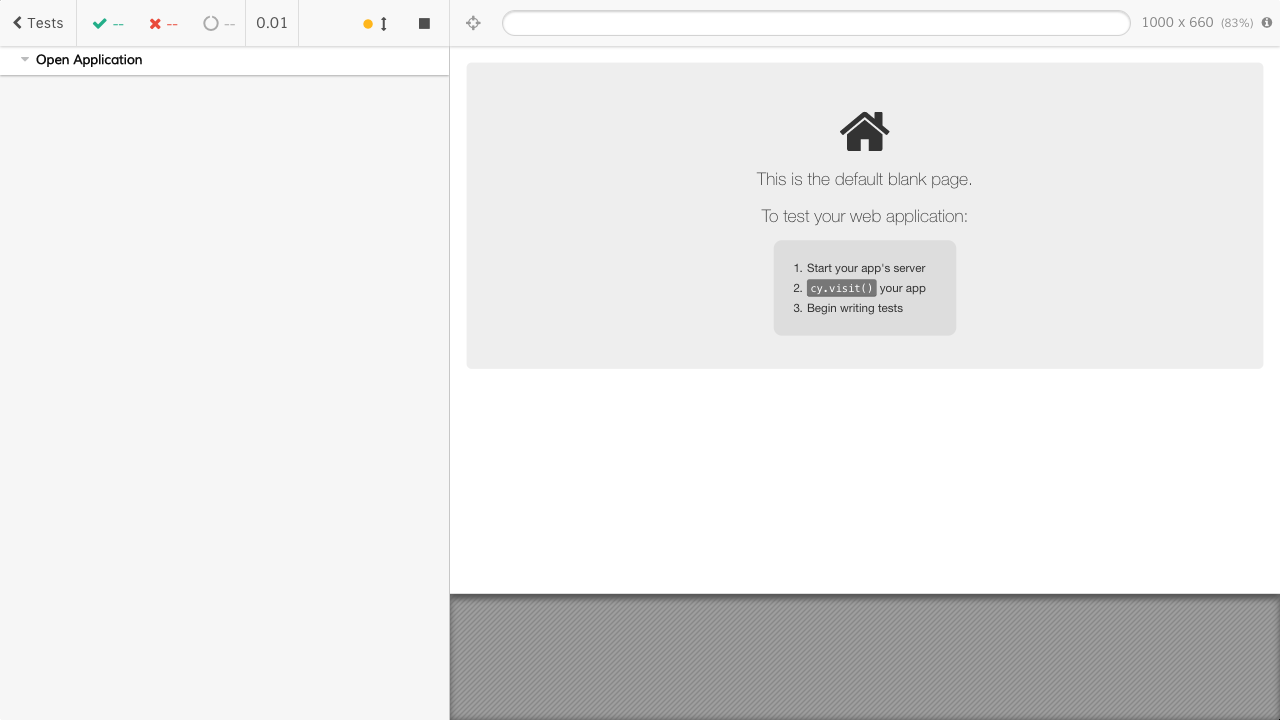 Tests -- -- -- 0.01 1000 x 660 (83%)
Open Application
This is the default blank page.
To test your web application:
1. Start your app's server
2. cy.visit() your app
3. Begin writing tests